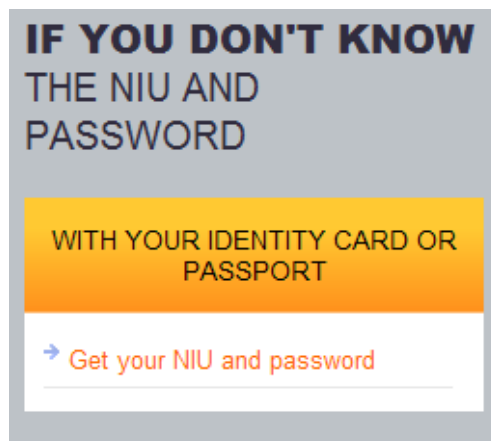 IF YOU DON'T KNOW
THE NIU AND
PASSWORD
WITH YOUR IDENTITY CARD OR
PASSPORT
Get your NIU and password